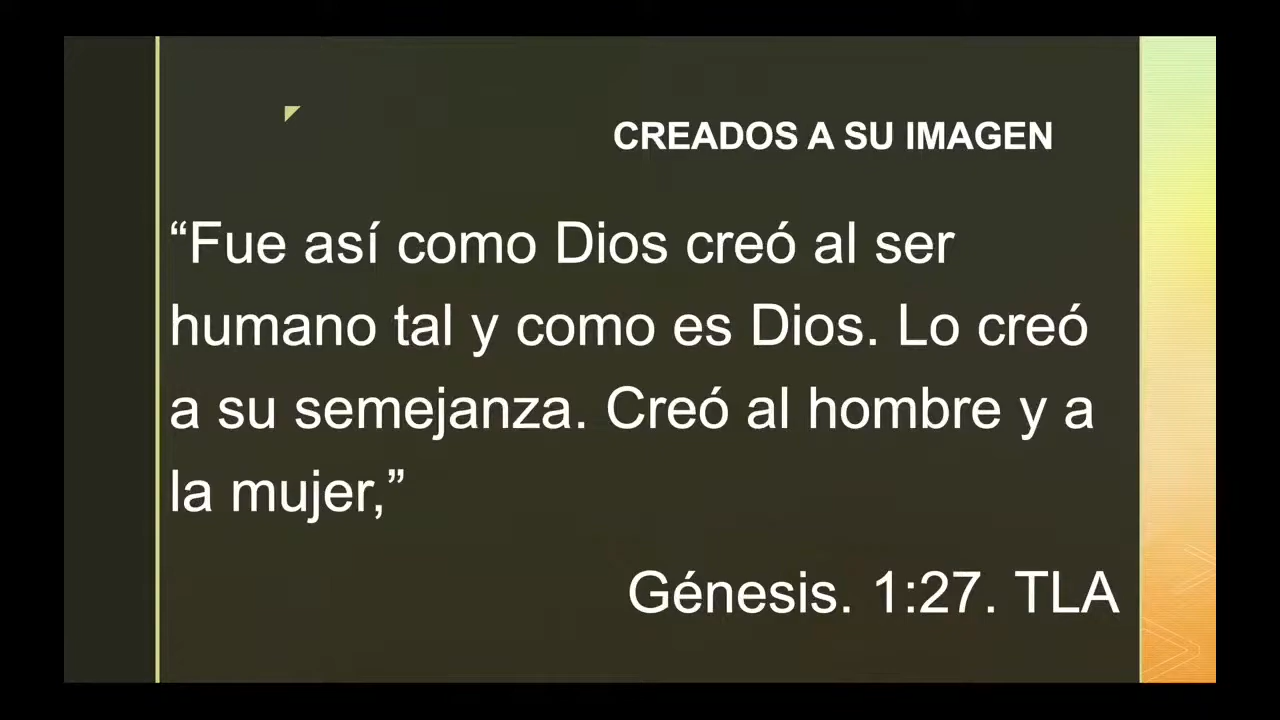 CREADOS A SU IMAGEN
“Fue así como Dios creó al ser
humano tal y como es Dios. Lo creó
a su semejanza. Creó al hombre y a
la mujer,”
Génesis. 1:27. TLA